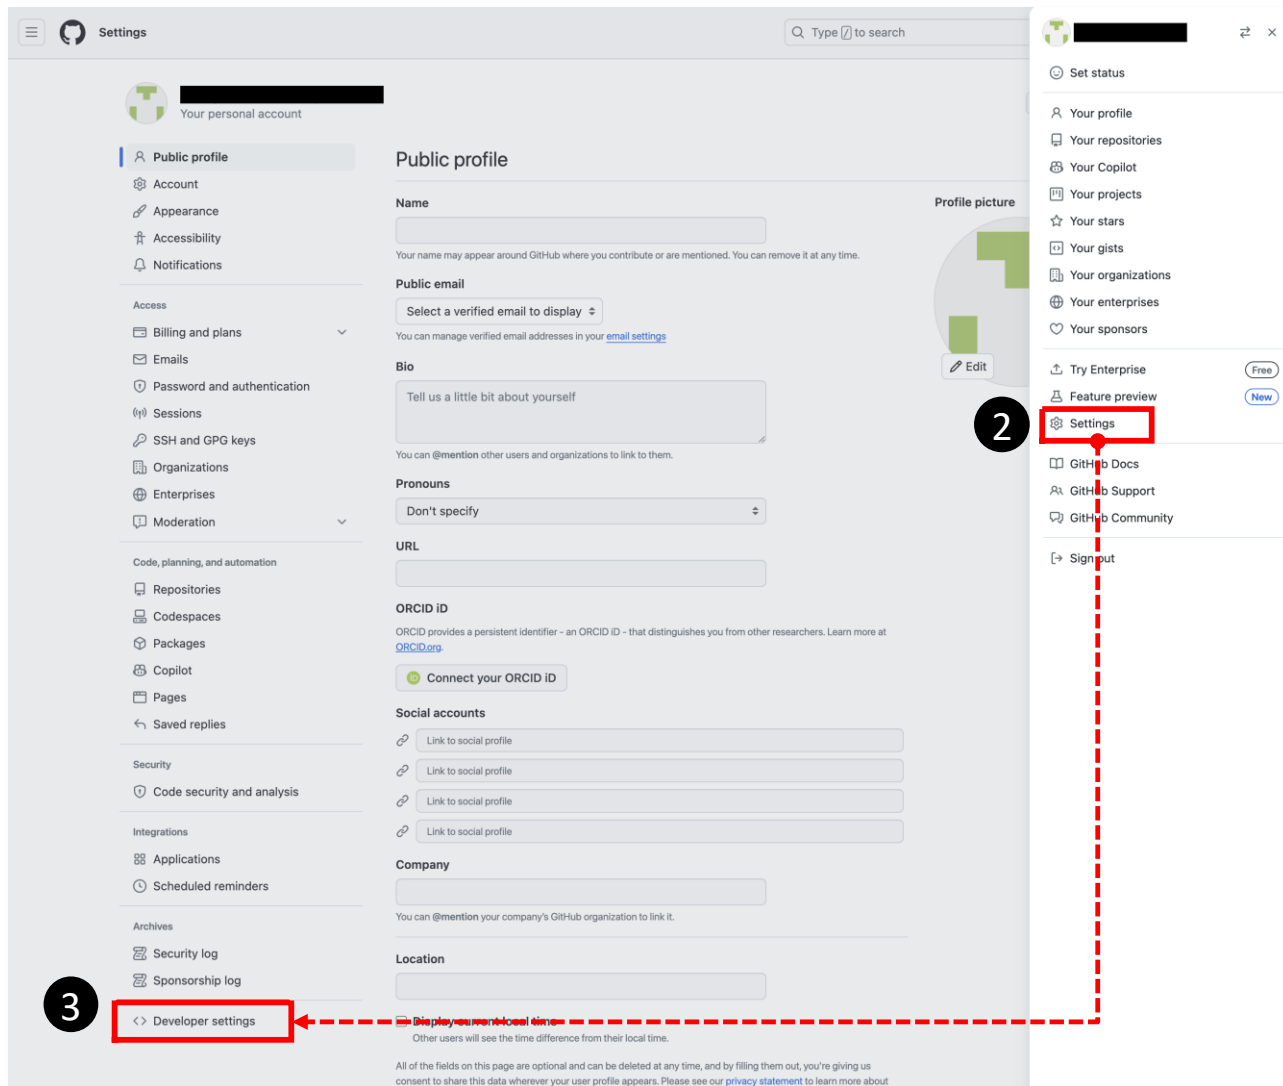 Settings
Type / to search
Your personal account
Public profile
Account
Appearance
Accessibility
Notifications
Access
Billing and plans
Emails
Password and authentication
Sessions
SSH and GPG keys
Organizations
Enterprises
Moderation
Code, planning, and automation
Repositories
Codespaces
Packages
Copilot
Pages
Saved replies
Security
Code security and analysis
Integrations
Applications
Scheduled reminders
Archives
Security log
Sponsorship log
3
Developer settings
Public profile
Name
Your name may appear around GitHub where you contribute or are mentioned. You can remove it at any time.
Public email
Select a verified email to display
You can manage verified email addresses in your email settings
Bio
Tell us a little bit about yourself
You can @mention other users and organizations to link to them.
Pronouns
Don't specify
URL
ORCID iD
ORCID provides a persistent identifier - an ORCID iD - that distinguishes you from other researchers. Learn more at
ORCID.org.
iD Connect your ORCID iD
Social accounts
Link to social profile
Link to social profile
Link to social profile
Link to social profile
Company
You can @mention your company's GitHub organization to link it.
Location
Display current local time
Other users will see the time difference from their local time.
All of the fields on this page are optional and can be deleted at any time, and by filling them out, you're giving us
consent to share this data wherever your user profile appears. Please see our privacy statement to learn more about
Profile picture
Edit
Set status
Your profile
Your repositories
Your Copilot
Your projects
Your stars
Your gists
Your organizations
Your enterprises
Your sponsors
Try Enterprise Free
Feature preview New
2
Settings
GitHub Docs
GitHub Support
GitHub Community
Sign out